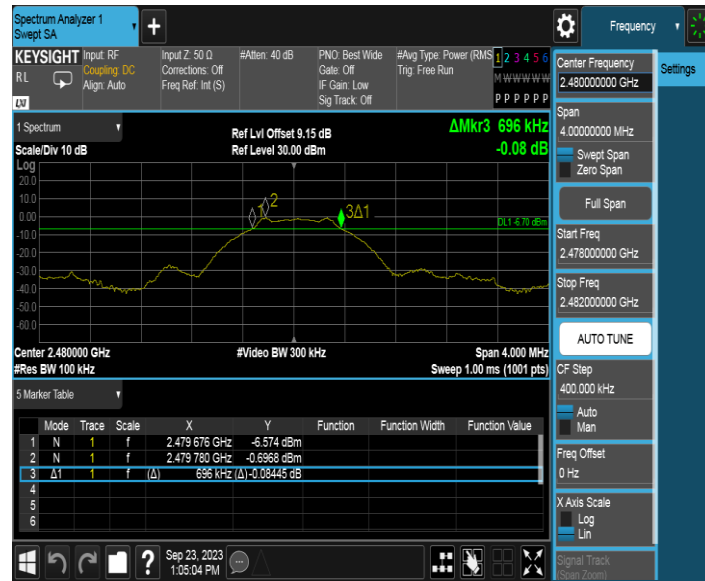 Spectrum Analyzer 1
Swept SA
Frequency
KEYSIGHT
RL
LXI
Input: RF
Coupling: DC
Align: Auto
Input Z: 50 Ω
Corrections: Off
Freq Ref: Int (S)
#Atten: 40 dB
PNO: Best Wide
Gate: Off
IF Gain: Low
Sig Track: Off
#Avg Type: Power (RMS
Trig: Free Run
1 2 3 4 5 6
M W W W W W
P P P P P P
1 Spectrum
Scale/Div 10 dB
Ref Lvl Offset 9.15 dB
Ref Level 30.00 dBm
ΔMkr3 696 kHz
-0.08 dB
Log
20.0
10.0
0.00
-10.0
-20.0
-30.0
-40.0
-50.0
-60.0
1
2
3Δ1
DL1 -6.70 dBm
Center 2.480000 GHz
#Res BW 100 kHz
#Video BW 300 kHz
Span 4.000 MHz
Sweep 1.00 ms (1001 pts)
5 Marker Table
Mode Trace Scale X Y Function Function Width Function Value
1 N 1 f 2.479 676 GHz -6.574 dBm
2 N 1 f 2.479 780 GHz -0.6968 dBm
3 Δ1 1 f (Δ) 696 kHz (Δ) -0.08445 dB
4
5
6
Sep 23, 2023
1:05:04 PM
Center Frequency
2.480000000 GHz
Settings
Span
4.00000000 MHz
Swept Span
Zero Span
Full Span
Start Freq
2.478000000 GHz
Stop Freq
2.482000000 GHz
AUTO TUNE
CF Step
400.000 kHz
Auto
Man
Freq Offset
0 Hz
X Axis Scale
Log
Lin
Signal Track
(Span Zoom)